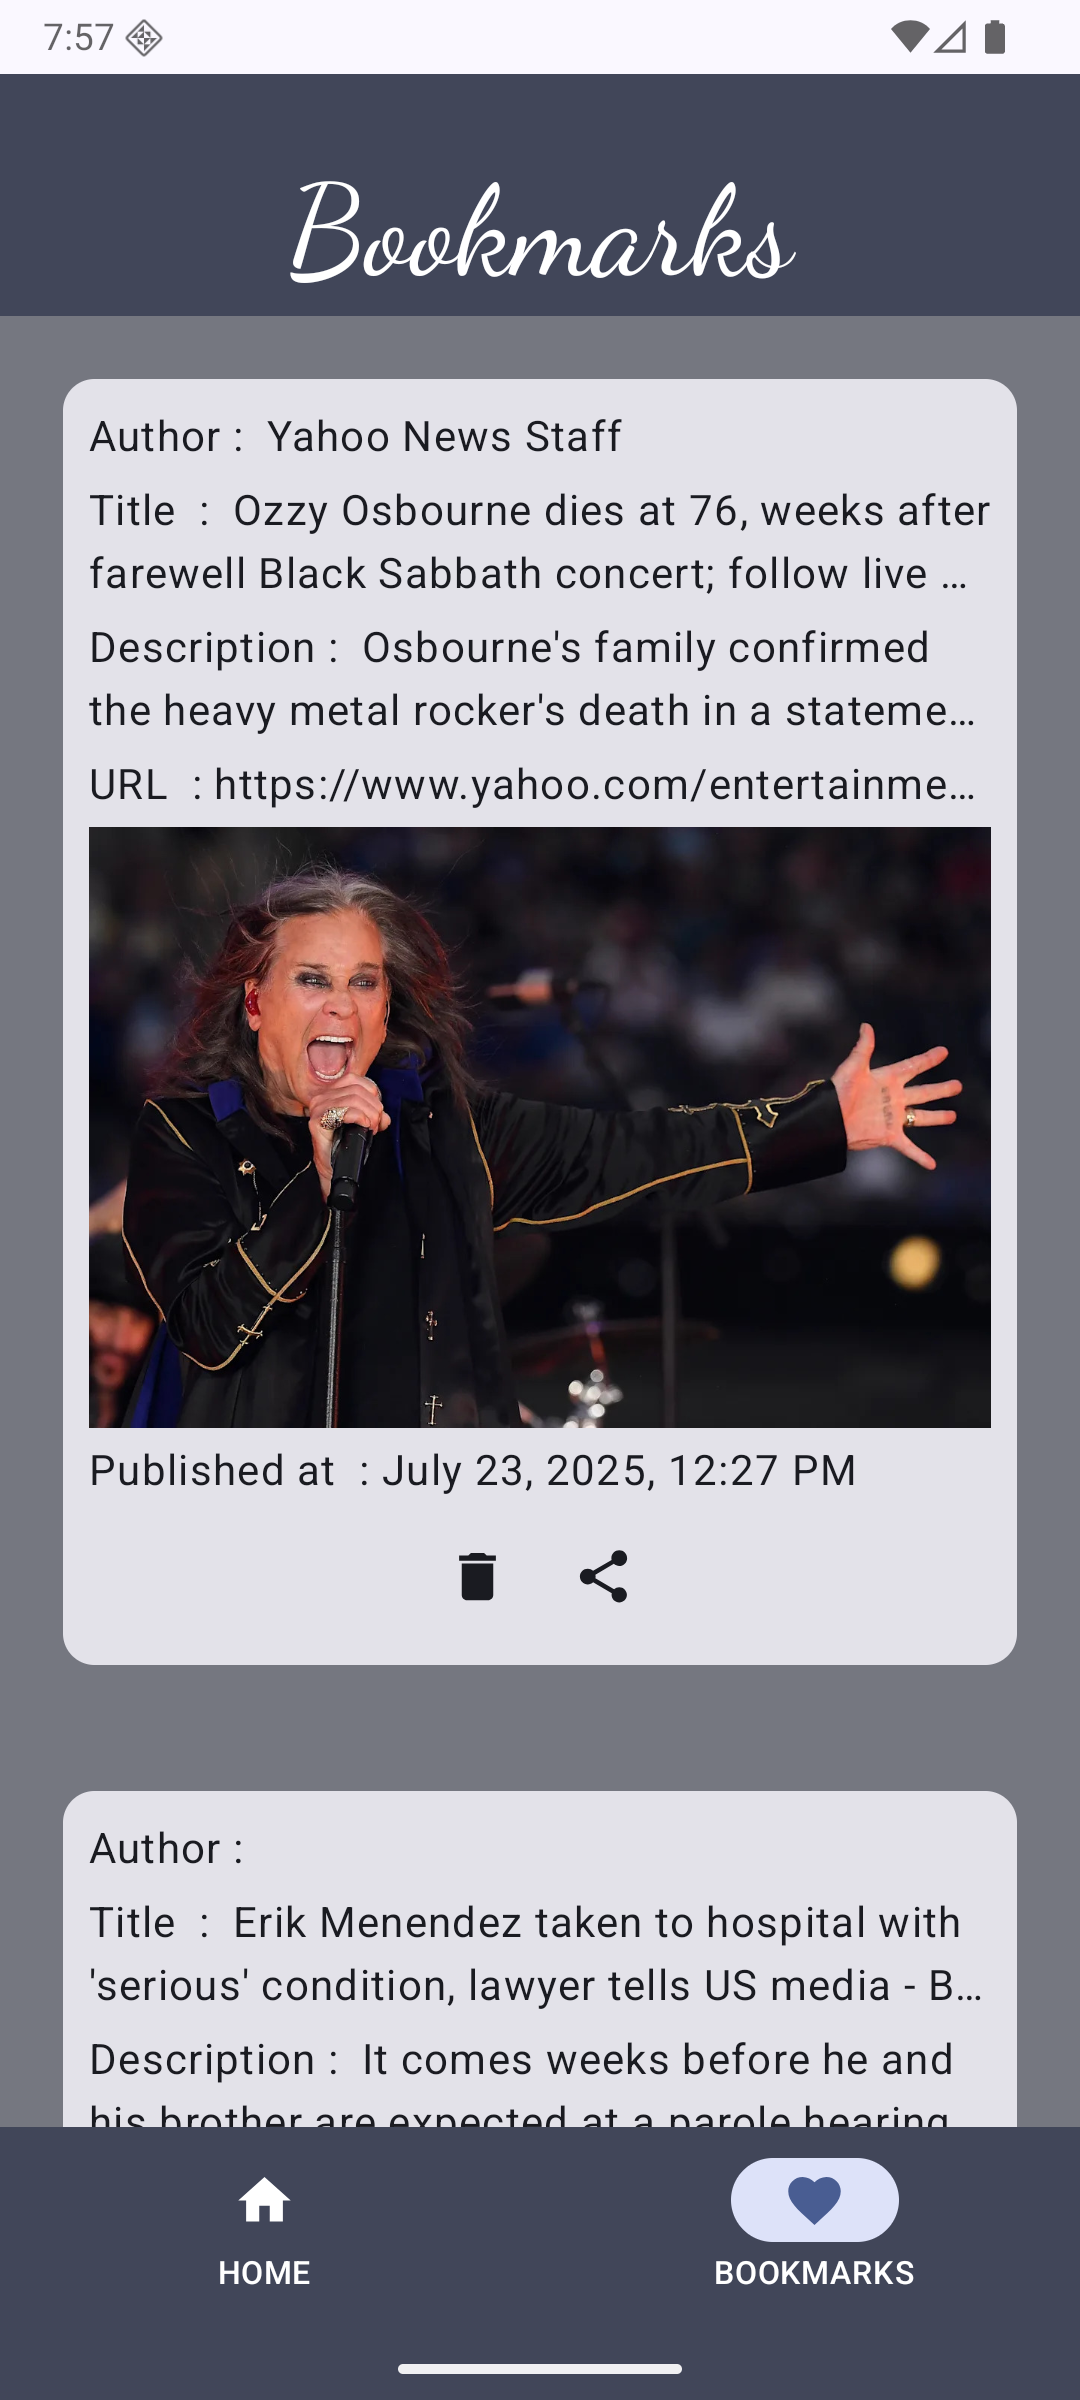 7:57
Bookmarks
Author :  Yahoo News Staff
Title  :  Ozzy Osbourne dies at 76, weeks after
farewell Black Sabbath concert; follow live …
Description :  Osbourne's family confirmed
the heavy metal rocker's death in a stateme…
URL  : https://www.yahoo.com/entertainme…
Published at  : July 23, 2025, 12:27 PM
Author :
Title  :  Erik Menendez taken to hospital with
'serious' condition, lawyer tells US media - B…
Description :  It comes weeks before he and
his brother are expected at a parole hearing
HOME
BOOKMARKS